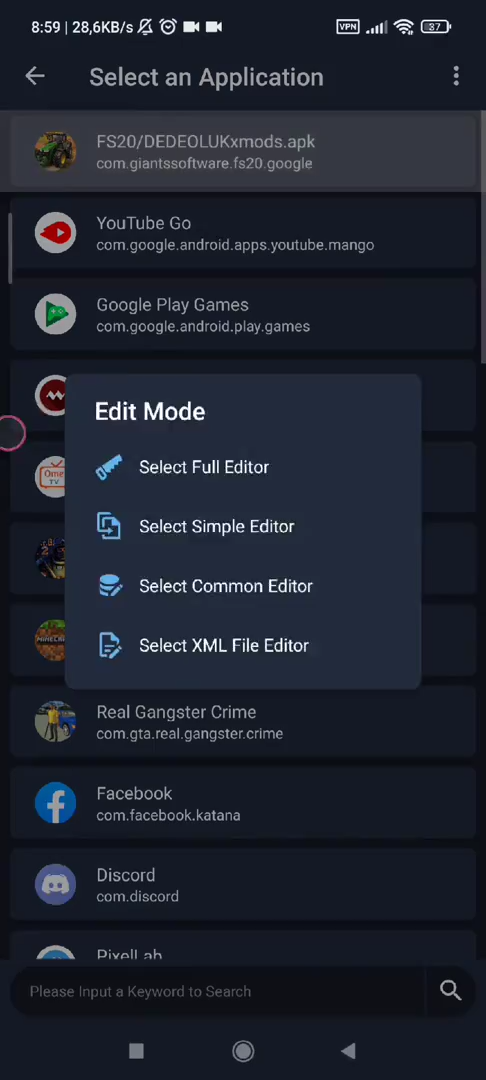 8:59 | 28,6KB/s
VPN
37
Select an Application
FS20/DEDEOLUKxmods.apk
com.giantssoftware.fs20.google
YouTube Go
com.google.android.apps.youtube.mango
Google Play Games
com.google.android.play.games
Edit Mode
Ome
TV
Select Full Editor
Select Simple Editor
Select Common Editor
Select XML File Editor
Real Gangster Crime
com.gta.real.gangster.crime
Facebook
com.facebook.katana
Discord
com.discord
PixelLab
Please Input a Keyword to Search